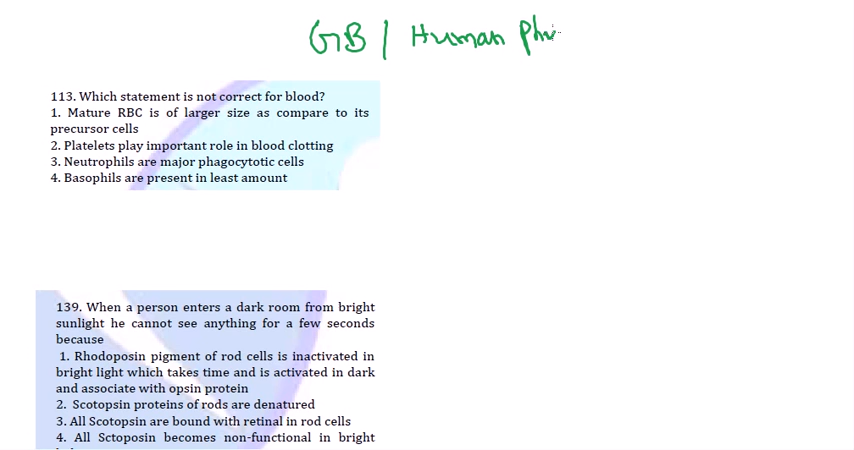 GB | Human Phy
113. Which statement is not correct for blood?
1. Mature RBC is of larger size as compare to its
precursor cells
2. Platelets play important role in blood clotting
3. Neutrophils are major phagocytotic cells
4. Basophils are present in least amount
139. When a person enters a dark room from bright
sunlight he cannot see anything for a few seconds
because
1. Rhodoposin pigment of rod cells is inactivated in
bright light which takes time and is activated in dark
and associate with opsin protein
2. Scotopsin proteins of rods are denatured
3. All Scotopsin are bound with retinal in rod cells
4. All Sctoposin becomes non-functional in bright